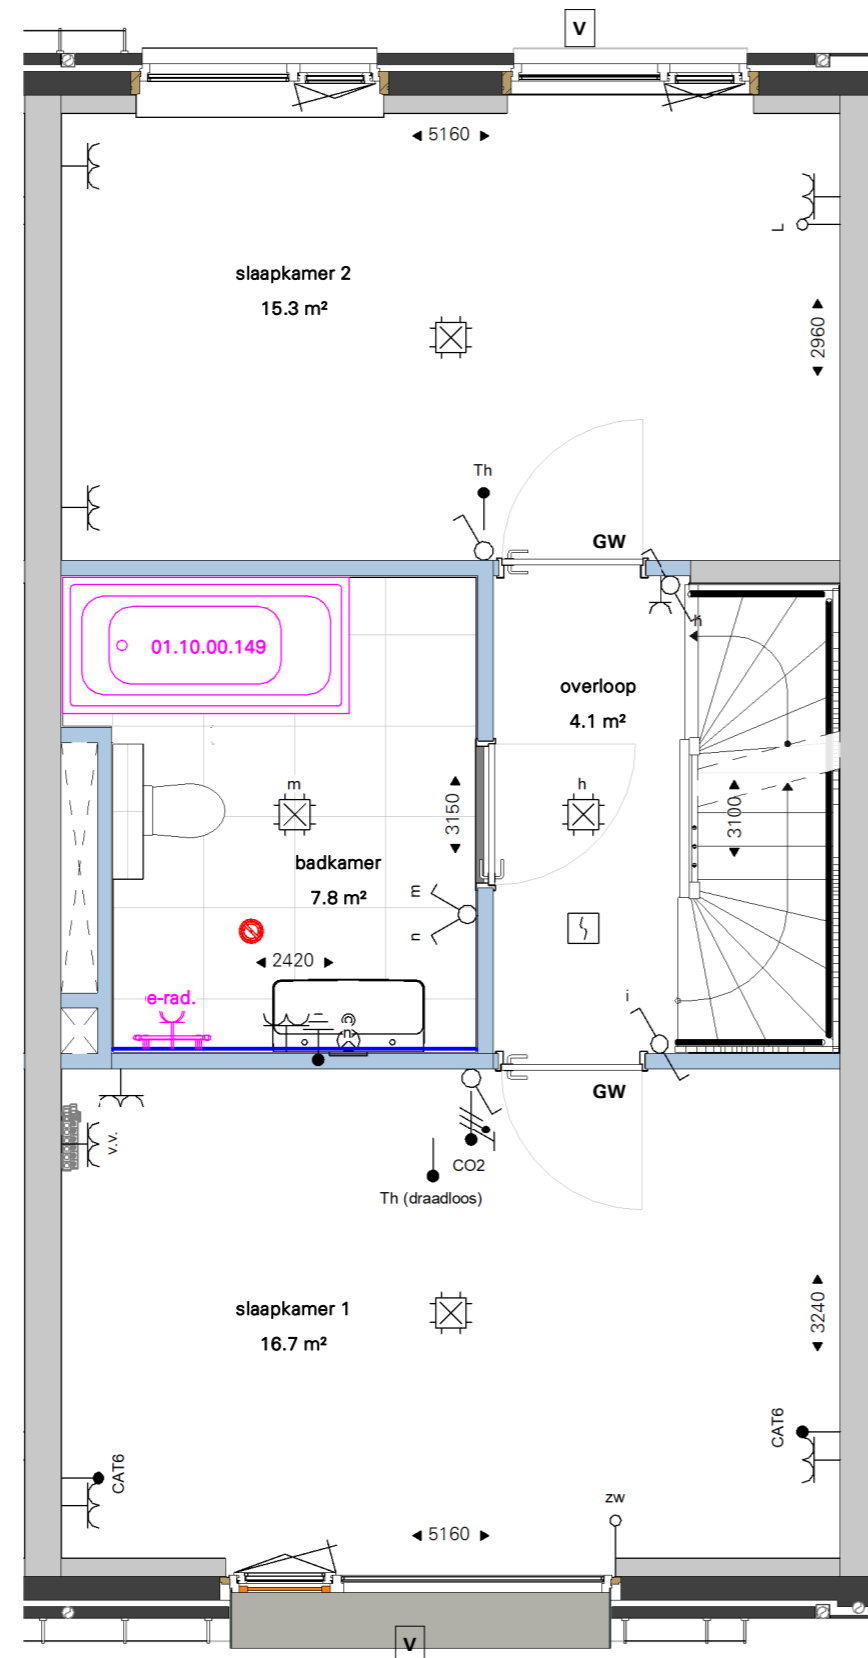 V
5160
L
slaapkamer 2
15.3 m²
2960
Th
GW
h
01.10.00.149
overloop
4.1 m²
m
h
3150
3100
badkamer
7.8 m²
m
n
2420
e-rad.
i
c
n
GW
v.v.
CO2
Th (draadloos)
slaapkamer 1
16.7 m²
3240
CAT6
CAT6
zw
5160
V